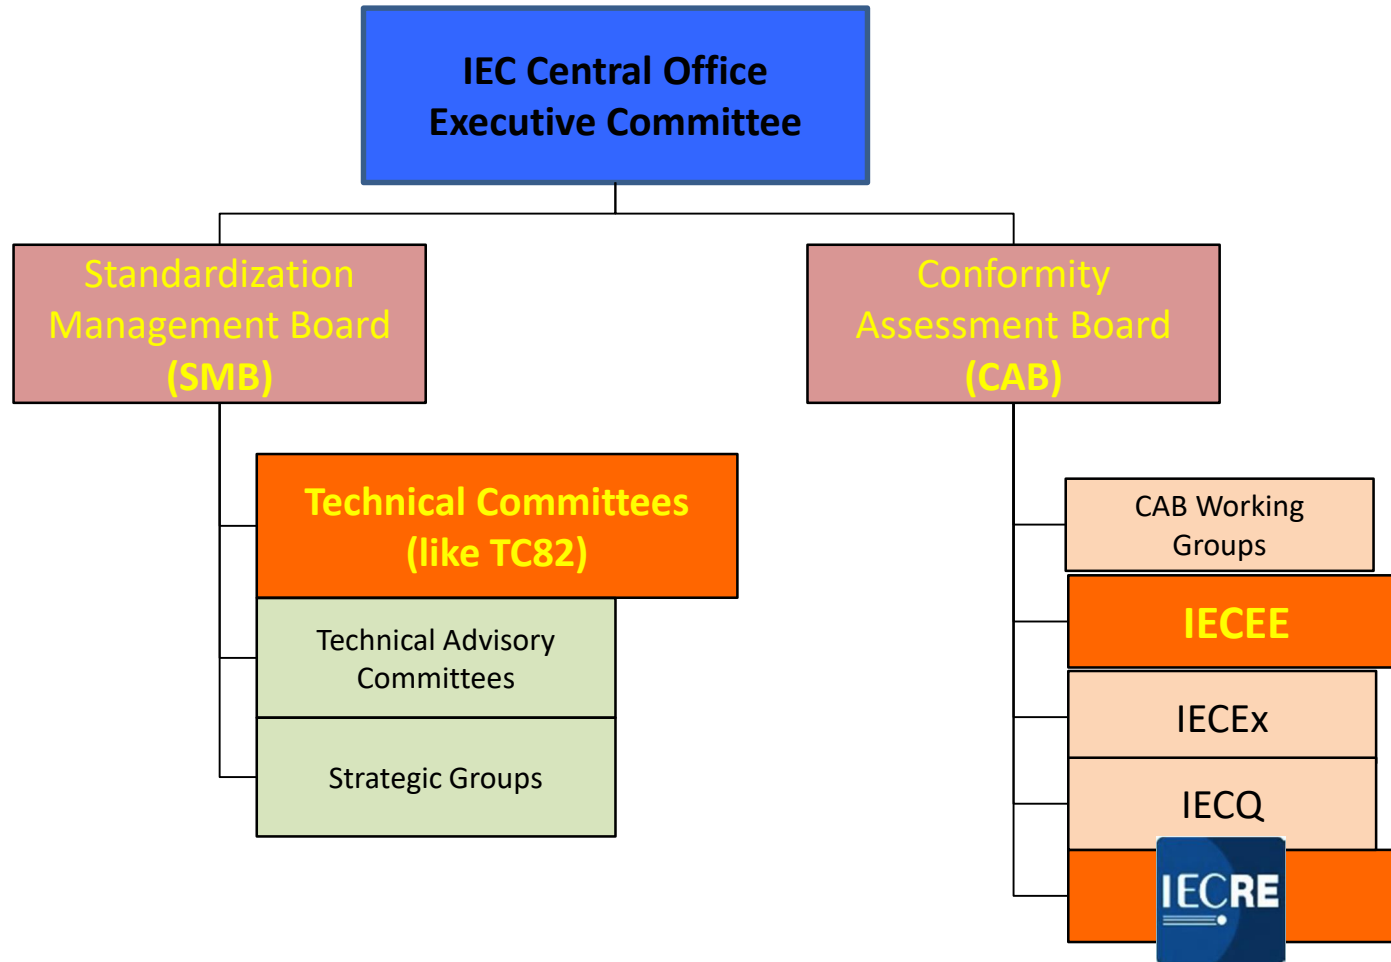 IEC Central Office
Executive Committee
Standardization
Management Board
(SMB)
Conformity
Assessment Board
(CAB)
Technical Committees
(like TC82)
Technical Advisory
Committees
Strategic Groups
CAB Working
Groups
IECEE
IECEx
IECQ
IECRE